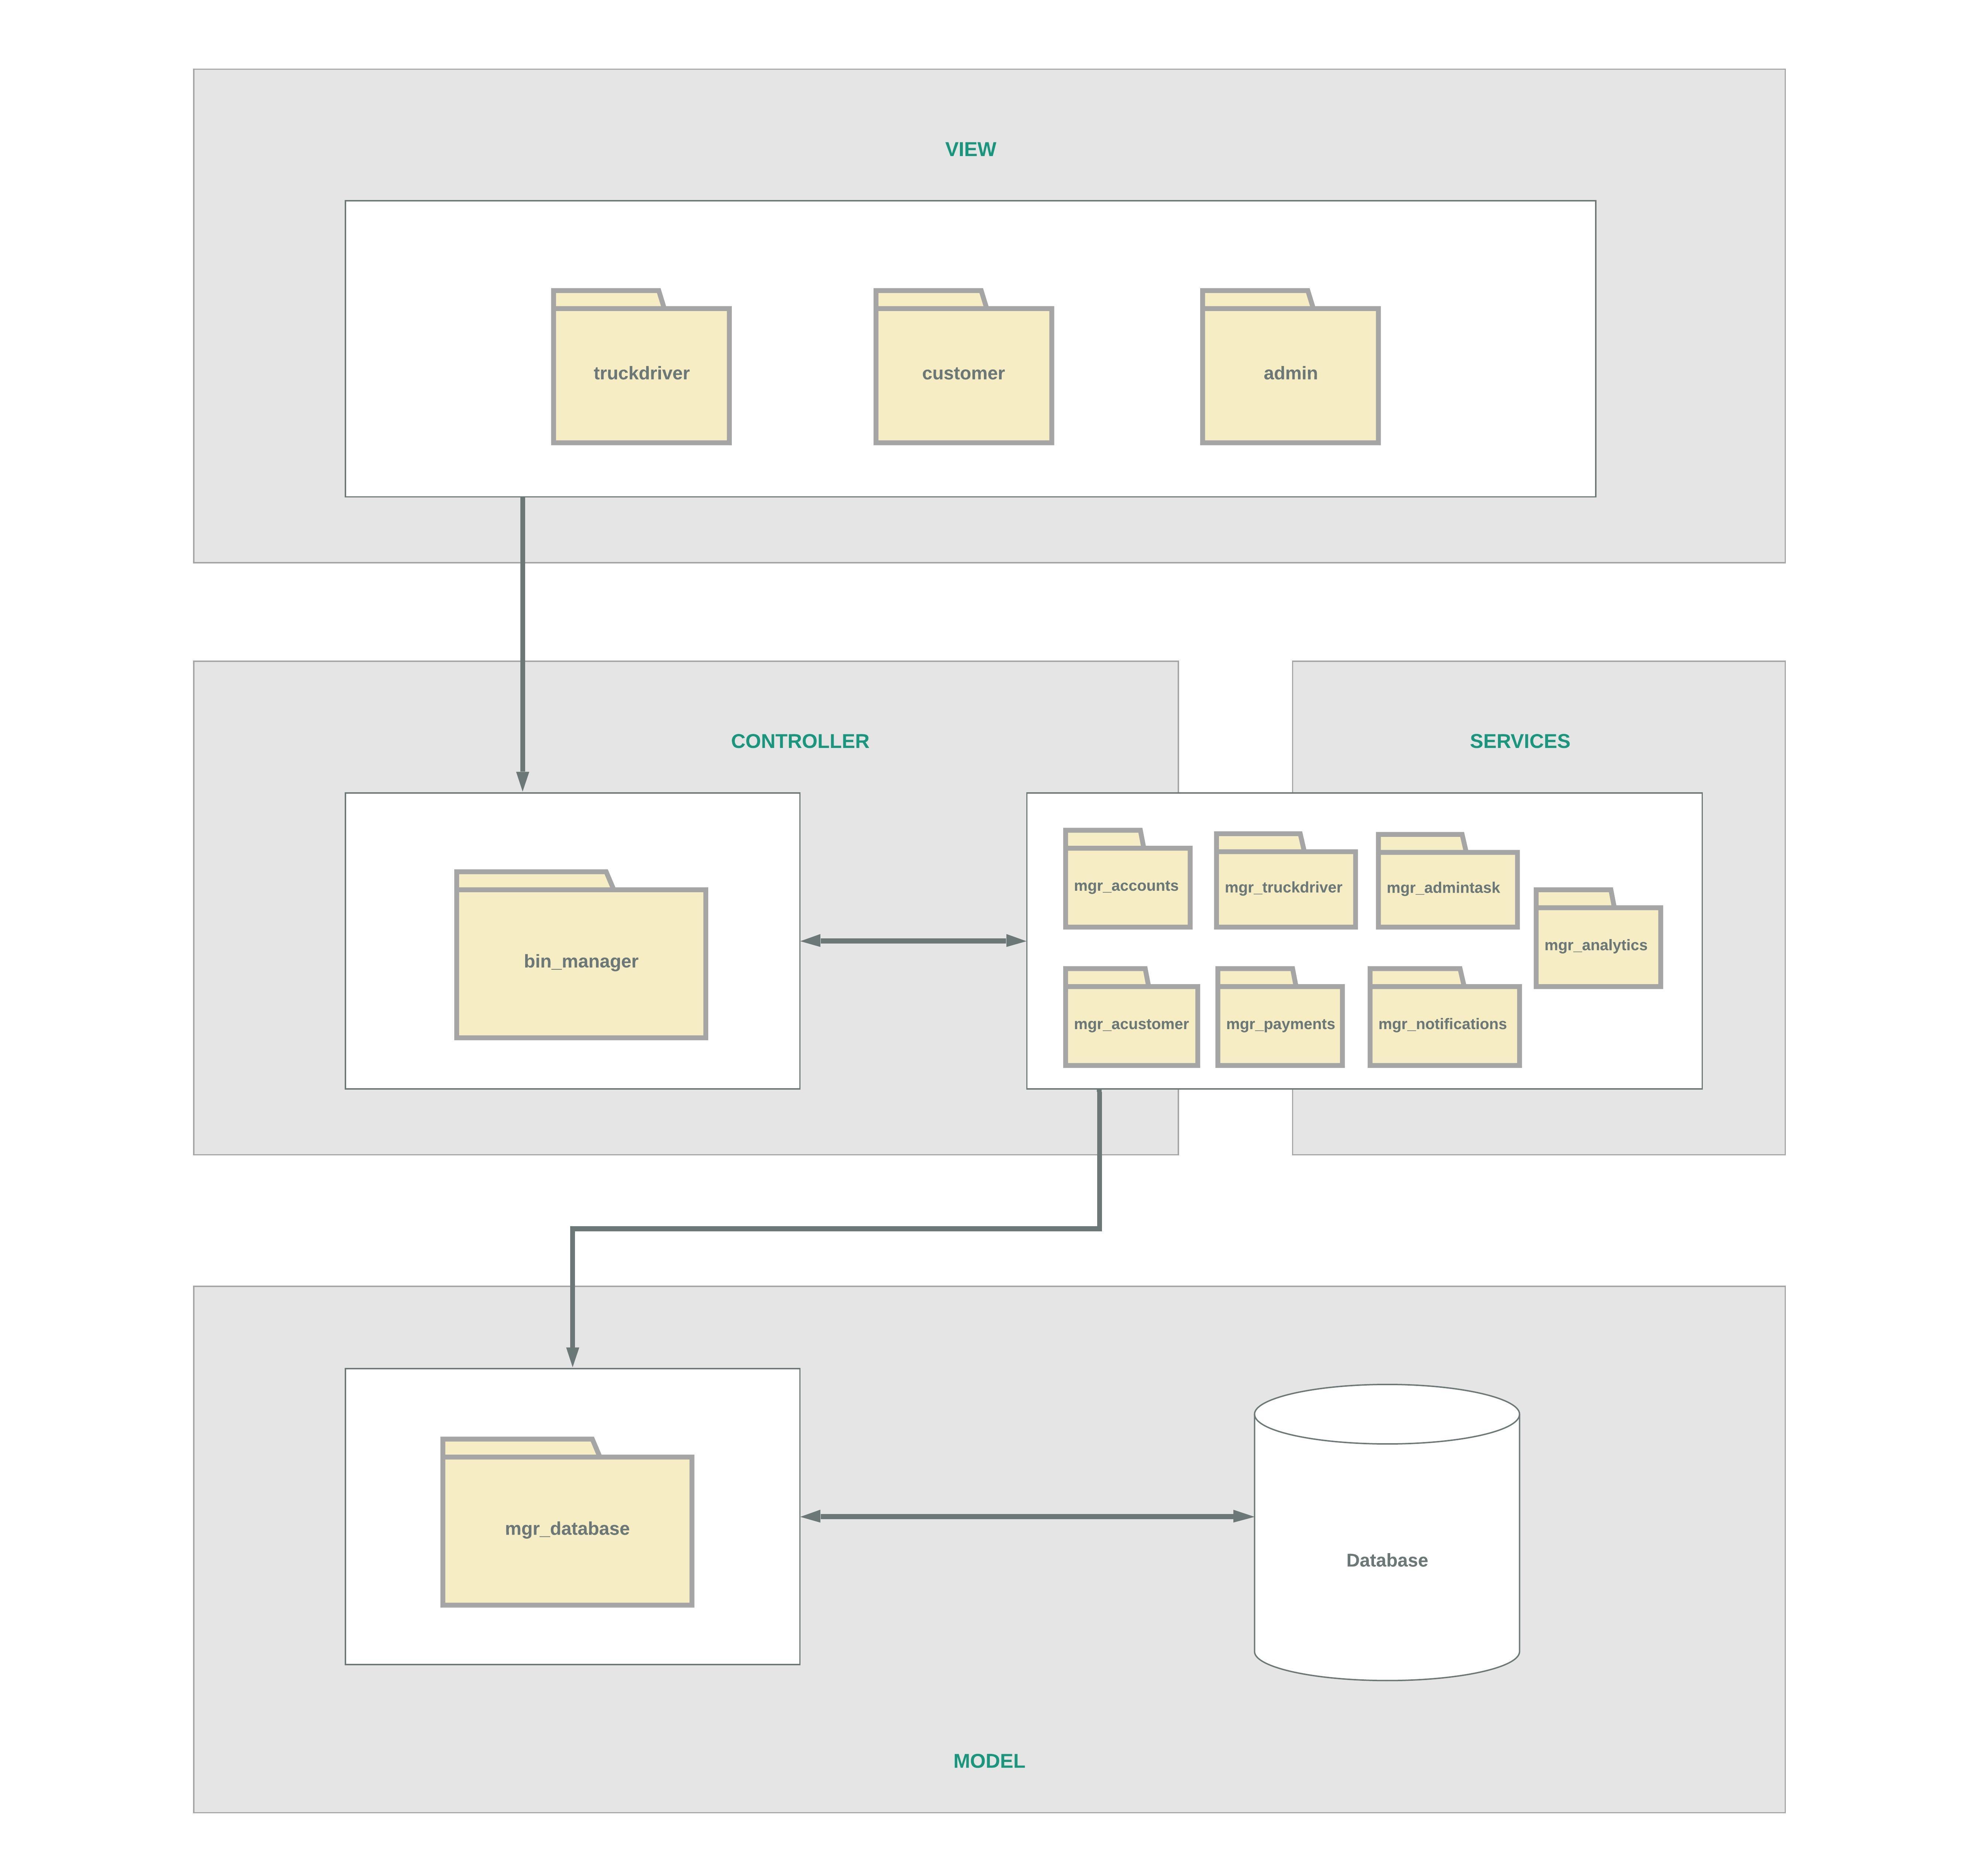 VIEW
truckdriver
customer
admin
CONTROLLER
SERVICES
bin_manager
mgr_accounts
mgr_truckdriver
mgr_admintask
mgr_analytics
mgr_acustomer
mgr_payments
mgr_notifications
mgr_database
Database
MODEL